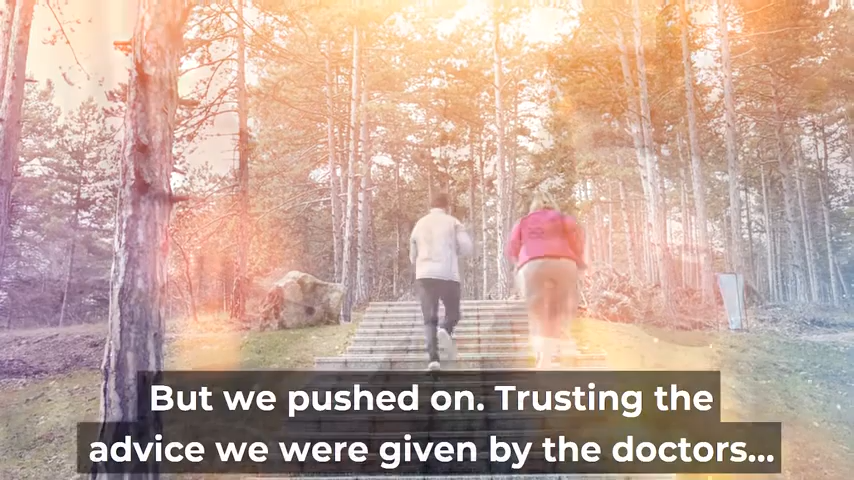 But we pushed on. Trusting the
advice we were given by the doctors...